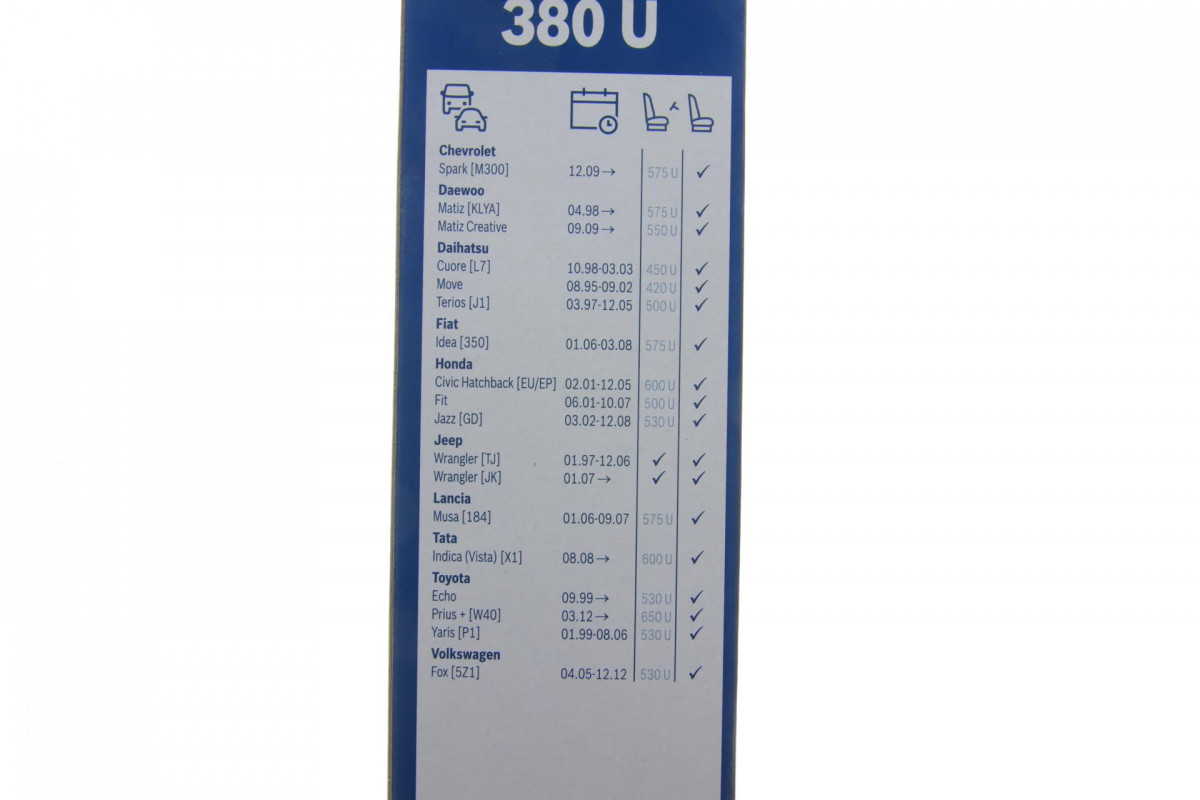 380 U
Chevrolet
Spark [M300] 12.09→ 575 U ✓
Daewoo
Matiz [KLYA] 04.98→ 575 U ✓
Matiz Creative 09.09→ 550 U ✓
Daihatsu
Cuore [L7] 10.98-03.03 450 U ✓
Move 08.95-09.02 420 U ✓
Terios [J1] 03.97-12.05 500 U ✓
Fiat
Idea [350] 01.06-03.08 575 U ✓
Honda
Civic Hatchback [EU/EP] 02.01-12.05 600 U ✓
Fit 06.01-10.07 500 U ✓
Jazz [GD] 03.02-12.08 530 U ✓
Jeep
Wrangler [TJ] 01.97-12.06 ✓ ✓
Wrangler [JK] 01.07→ ✓ ✓
Lancia
Musa [184] 01.06-09.07 575 U ✓
Tata
Indica (Vista) [X1] 08.08→ 600 U ✓
Toyota
Echo 09.99→ 530 U ✓
Prius + [W40] 03.12→ 650 U ✓
Yaris [P1] 01.99-08.06 530 U ✓
Volkswagen
Fox [5Z1] 04.05-12.12 530 U ✓